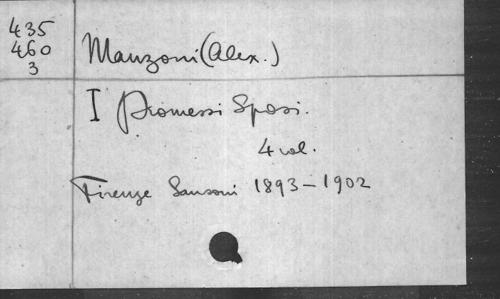 435
460
3
Manzoni (Alex.)
I Promessi Sposi.
4 vol.
Firenze Sansoni 1893-1902